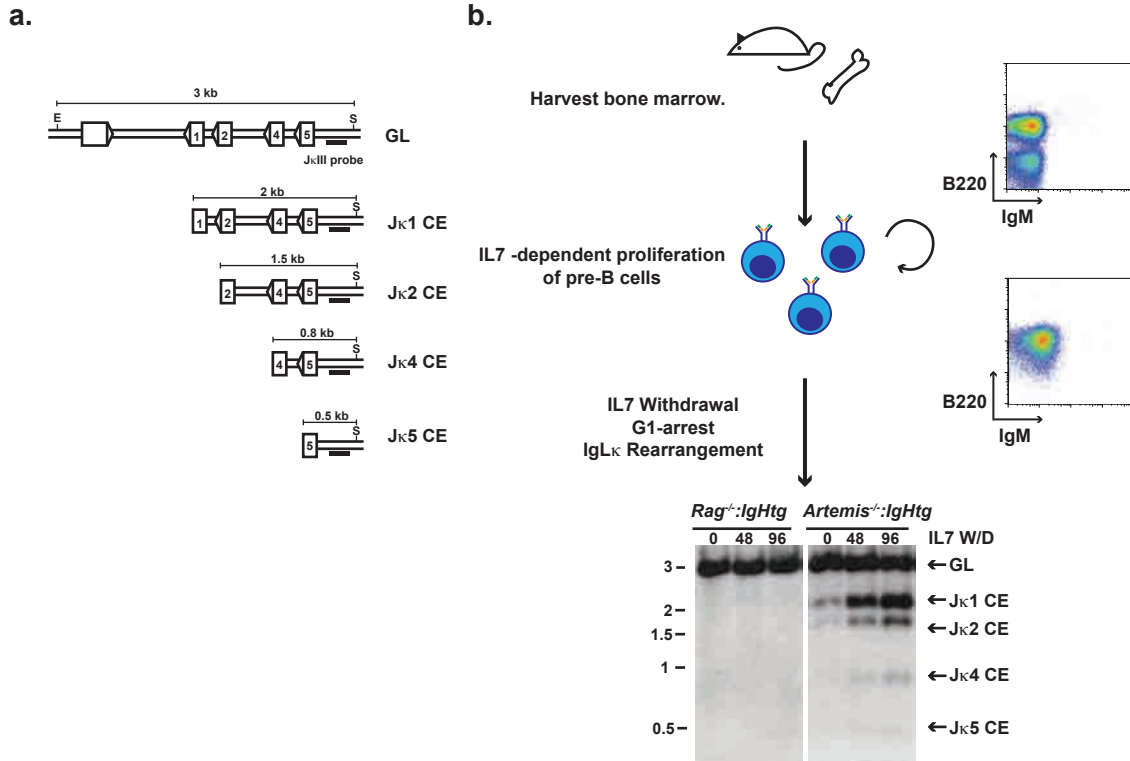 a.
3 kb
E
S
1
2
4
5
GL
JκIII probe
2 kb
S
1
2
4
5
Jκ1 CE
1.5 kb
S
2
4
5
Jκ2 CE
0.8 kb
S
4
5
Jκ4 CE
0.5 kb
S
5
Jκ5 CE
b.
Harvest bone marrow.
B220
IgM
IL7 -dependent proliferation
of pre-B cells
B220
IgM
IL7 Withdrawal
G1-arrest
IgLκ Rearrangement
Rag-/-:IgHtg Artemis-/-:IgHtg
0 48 96 0 48 96 IL7 W/D
3
GL
2
Jκ1 CE
1.5
Jκ2 CE
1
Jκ4 CE
0.5
Jκ5 CE